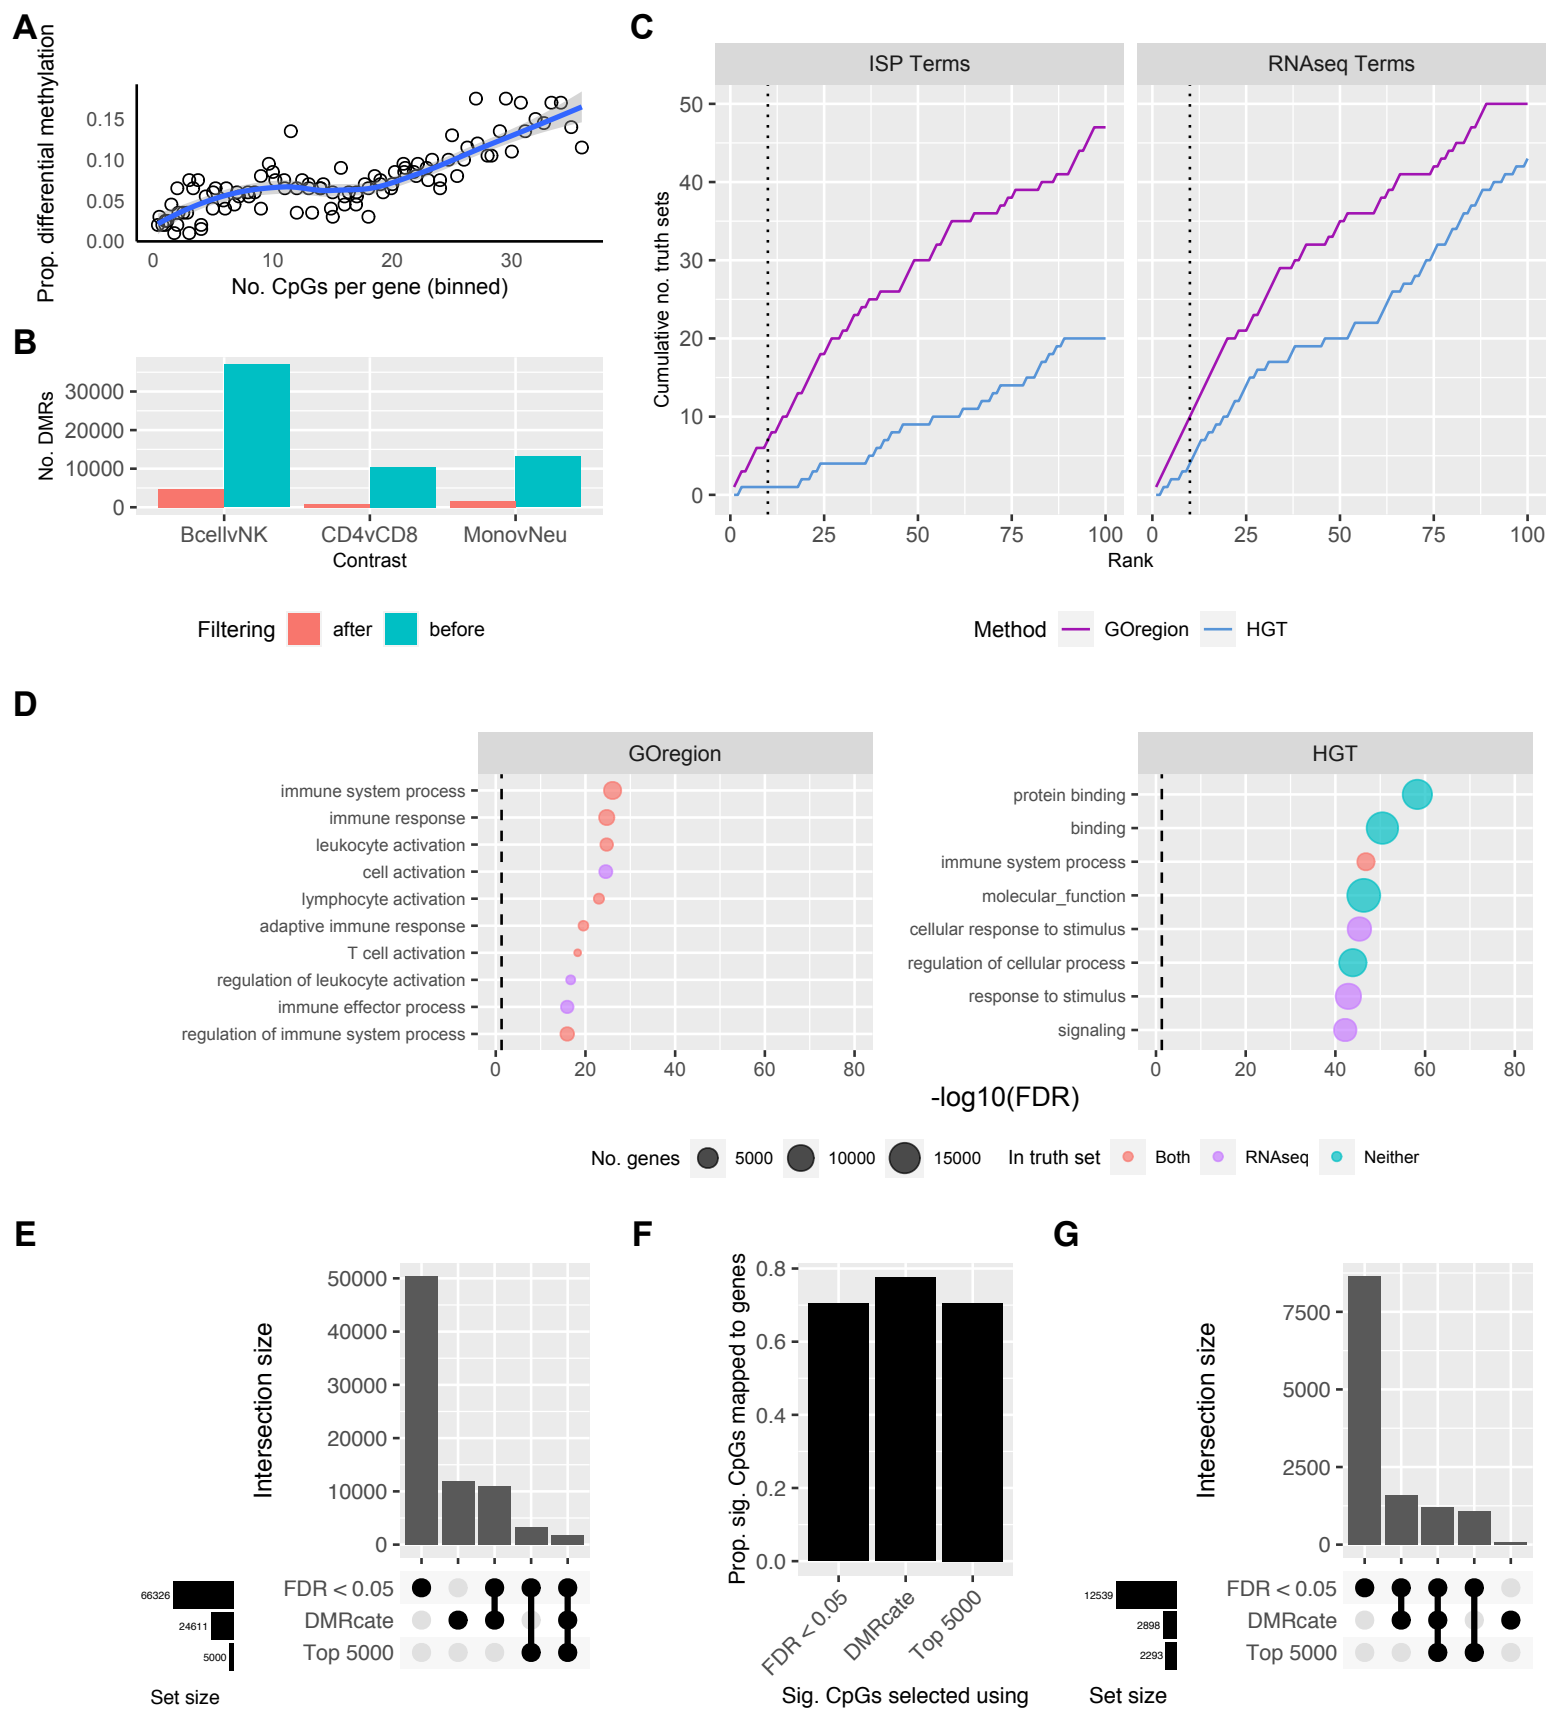 A
Prop. differential methylation
0.15
0.10
0.05
0.00
0
10
20
30
No. CpGs per gene (binned)
B
No. DMRs
30000
20000
10000
0
BcellvNK
CD4vCD8
MonovNeu
Contrast
Filtering
after
before
C
ISP Terms
RNAseq Terms
Cumulative no. truth sets
50
40
30
20
10
0
0
25
50
75
100
0
25
50
75
100
Rank
Method
GOregion
HGT
D
GOregion
immune system process
immune response
leukocyte activation
cell activation
lymphocyte activation
adaptive immune response
T cell activation
regulation of leukocyte activation
immune effector process
regulation of immune system process
0
20
40
60
80
HGT
protein binding
binding
immune system process
molecular_function
cellular response to stimulus
regulation of cellular process
response to stimulus
signaling
0
20
40
60
80
-log10(FDR)
No. genes
5000
10000
15000
In truth set
Both
RNAseq
Neither
E
Intersection size
50000
40000
30000
20000
10000
0
66326
24611
5000
FDR < 0.05
DMRcate
Top 5000
Set size
F
Prop. sig. CpGs mapped to genes
0.8
0.6
0.4
0.2
0.0
FDR < 0.05
DMRcate
Top 5000
Sig. CpGs selected using
G
Intersection size
7500
5000
2500
0
12539
2898
2293
FDR < 0.05
DMRcate
Top 5000
Set size